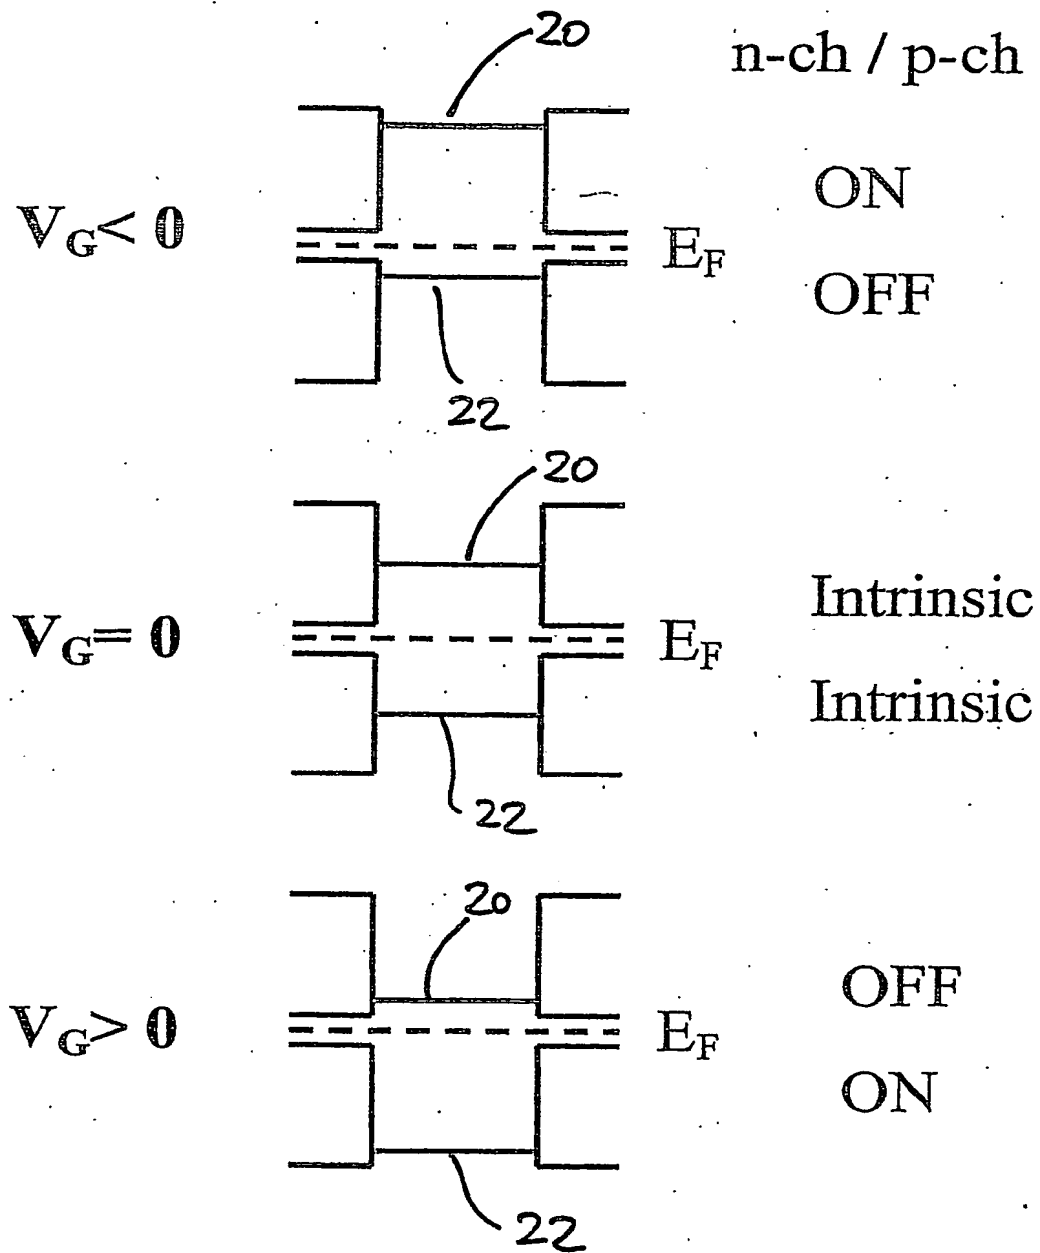 20
n-ch / p-ch
ON
V_G< 0
E_F
OFF
22
20
Intrinsic
V_G= 0
E_F
Intrinsic
22
20
OFF
V_G> 0
E_F
ON
22